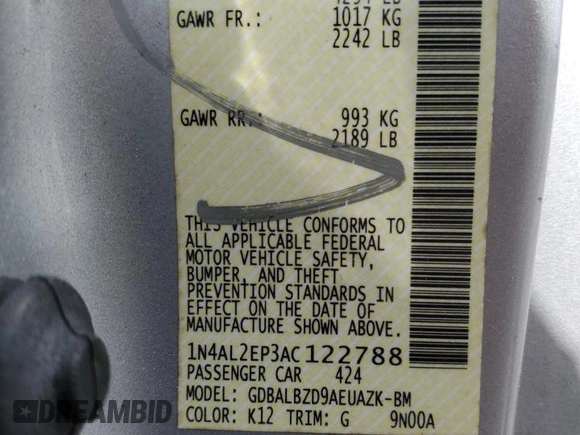 GAWR FR.: 1017 KG
2242 LB
GAWR RR.: 993 KG
2189 LB
THIS VEHICLE CONFORMS TO
ALL APPLICABLE FEDERAL
MOTOR VEHICLE SAFETY,
BUMPER, AND THEFT
PREVENTION STANDARDS IN
EFFECT ON THE DATE OF
MANUFACTURE SHOWN ABOVE.
1N4AL2EP3AC122788
PASSENGER CAR 424
MODEL: GDBALBZD9AEUAZK-BM
COLOR: K12 TRIM: G 9N00A
DIDIT.CARS